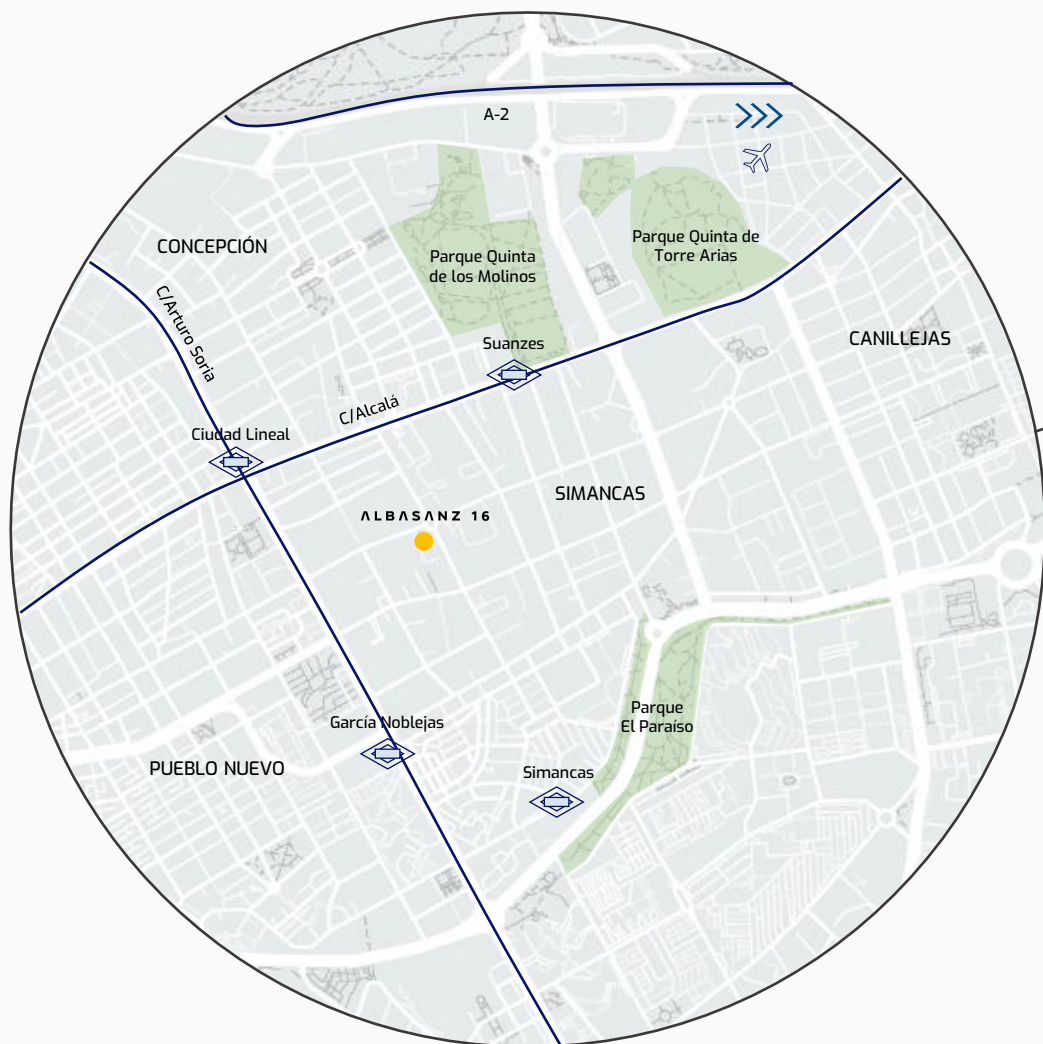 A-2
CONCEPCIÓN
Parque Quinta
de los Molinos
Parque Quinta de
Torre Arias
C/Arturo Soria
CANILLEJAS
Suanzes
C/Alcalá
Ciudad Lineal
SIMANCAS
ALBASANZ 16
García Noblejas
Parque
El Paraíso
PUEBLO NUEVO
Simancas